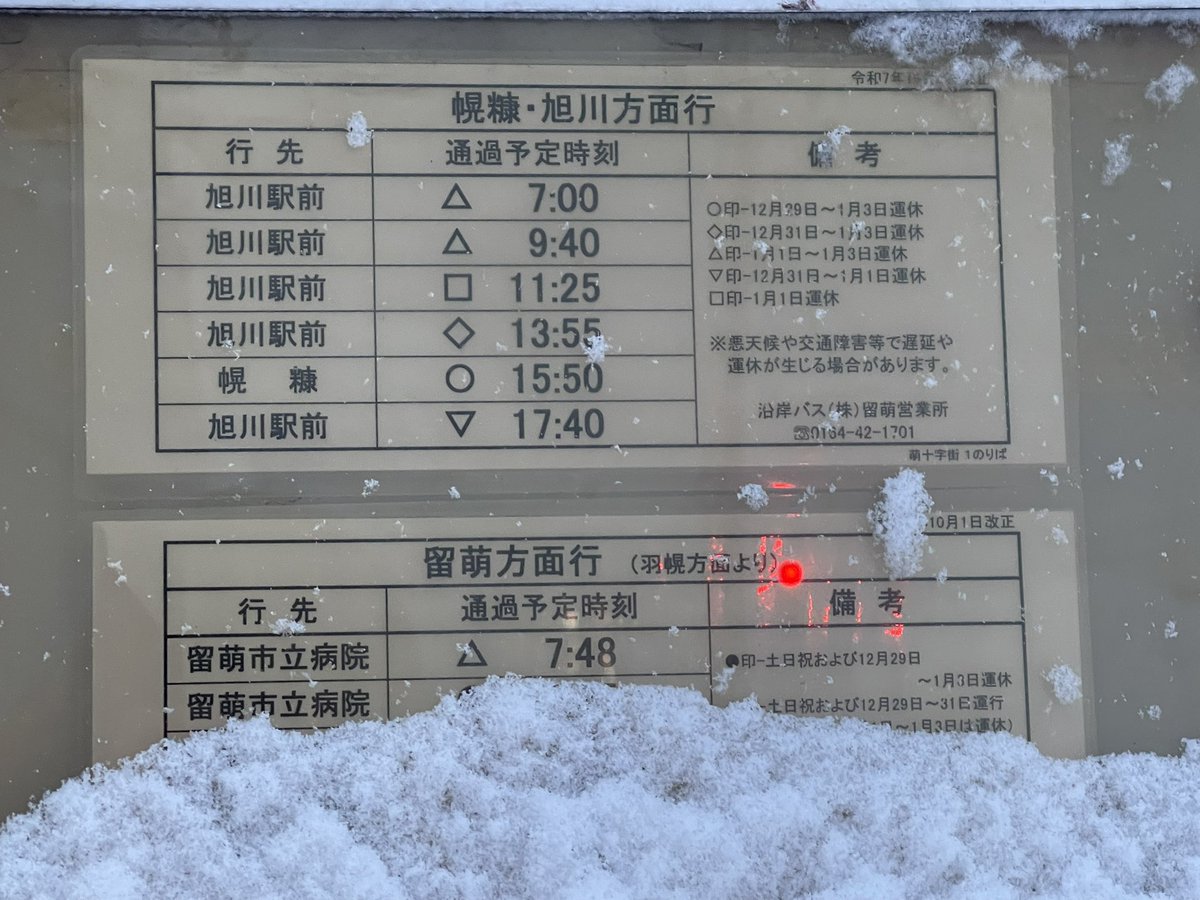 令和7年
幌糠・旭川方面行
行 先 通過予定時刻 備 考
旭川駅前 △ 7:00
旭川駅前 △ 9:40
旭川駅前 □ 11:25
旭川駅前 ◇ 13:55
幌 糠 ○ 15:50
旭川駅前 ▽ 17:40
○印-12月29日～1月3日運休
◇印-12月31日～1月3日運休
△印-1月1日～1月3日運休
▽印-12月31日～1月1日運休
□印-1月1日運休
※悪天候や交通障害等で遅延や
運休が生じる場合があります。
沿岸バス(株)留萌営業所
☎0164-42-1701
萌十字街 1のりば
10月1日改正
留萌方面行 (羽幌方面より)
行 先 通過予定時刻 備 考
留萌市立病院 △ 7:48
留萌市立病院
●印-土日祝および12月29日
～1月3日運休
-土日祝および12月29日～31日運行
～1月3日は運休)